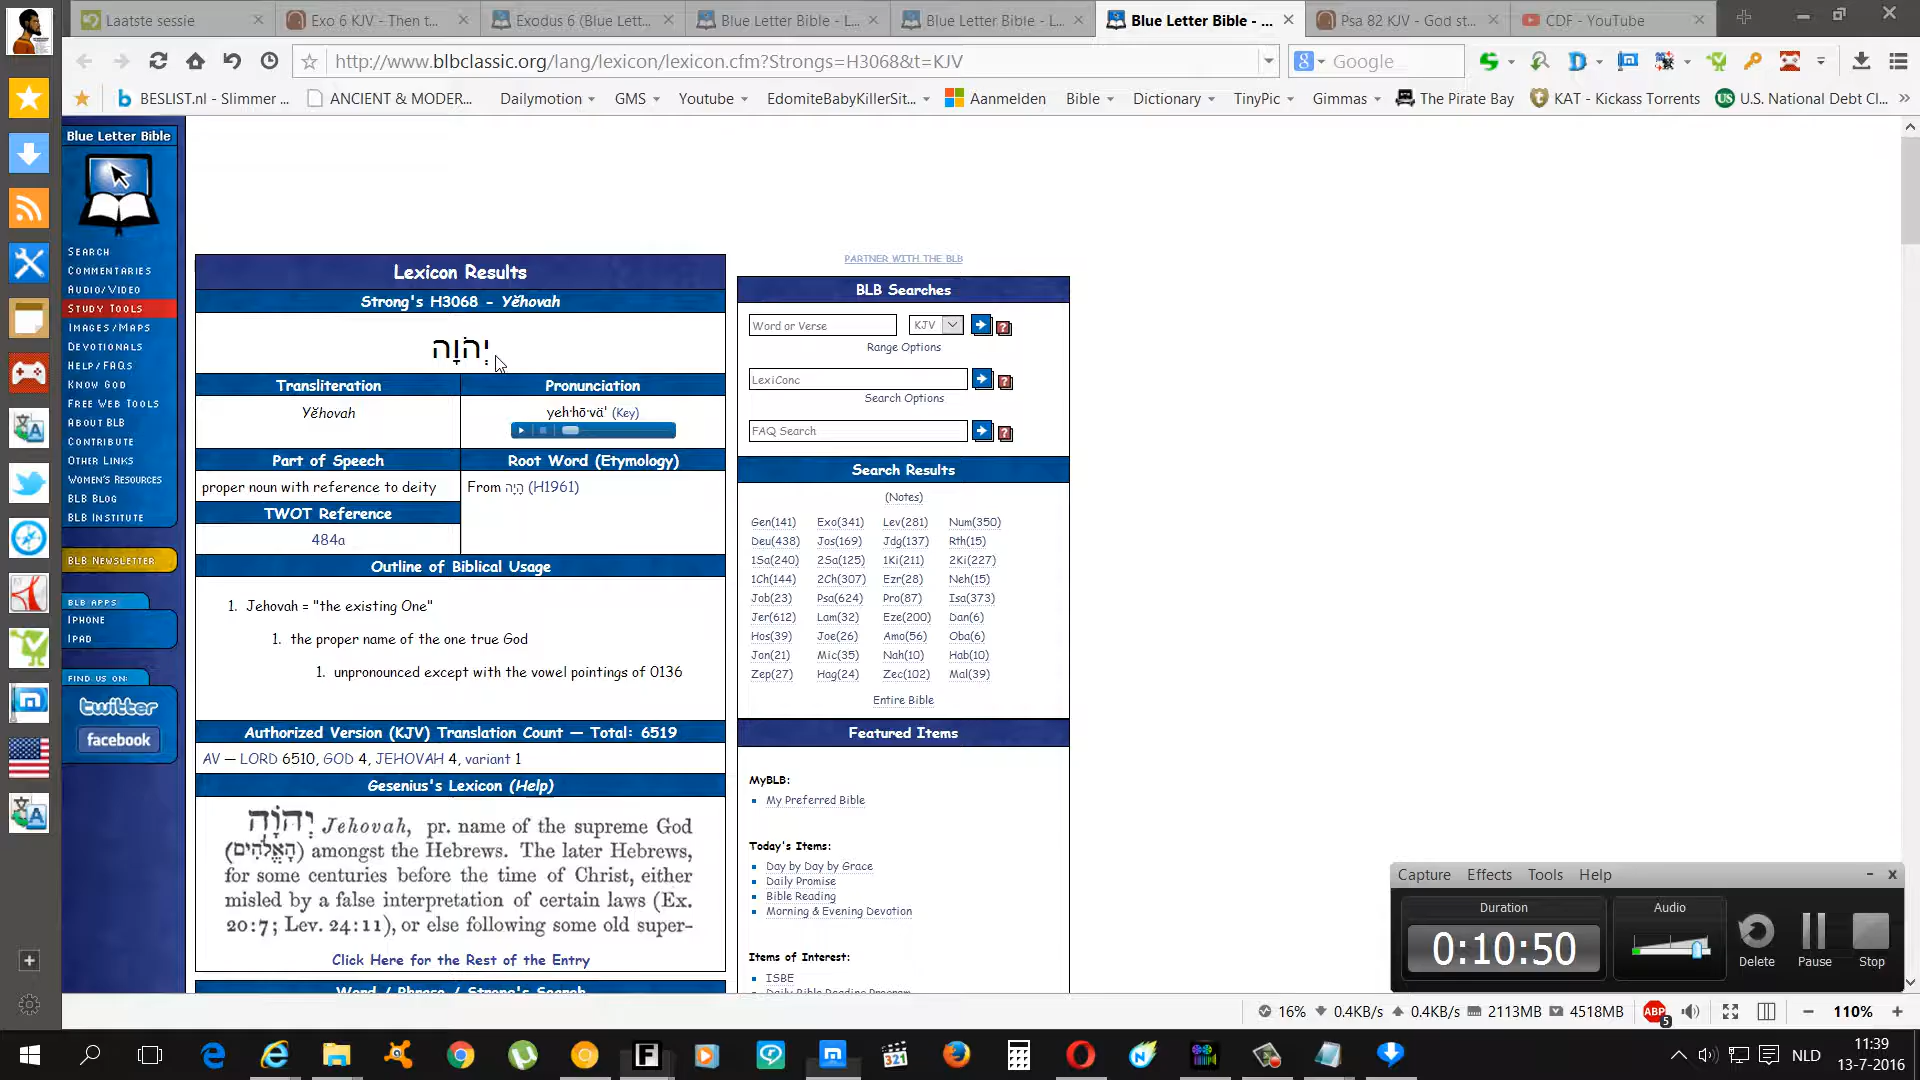 Laatste sessie
Exo 6 KJV - Then t...
Exodus 6 (Blue Lett...
Blue Letter Bible - L...
Blue Letter Bible - L...
Blue Letter Bible - ...
Psa 82 KJV - God st...
CDF - YouTube
http://www.blbclassic.org/lang/lexicon/lexicon.cfm?Strongs=H3068&t=KJV
Google
BESLIST.nl - Slimmer ...
ANCIENT & MODER...
Dailymotion
GMS
Youtube
EdomiteBabyKillerSit...
Aanmelden
Bible
Dictionary
TinyPic
Gimmas
The Pirate Bay
KAT - Kickass Torrents
U.S. National Debt Cl...
Blue Letter Bible
SEARCH
COMMENTARIES
AUDIO/VIDEO
STUDY TOOLS
IMAGES/MAPS
DEVOTIONALS
HELP/FAQS
KNOW GOD
FREE WEB TOOLS
ABOUT BLB
CONTRIBUTE
OTHER LINKS
WOMEN'S RESOURCES
BLB BLOG
BLB INSTITUTE
BLB NEWSLETTER
BLB APPS
IPHONE
IPAD
FIND US ON:
twitter
facebook
Lexicon Results
Strong's H3068 - Yĕhovah
יְהֹוָה
Transliteration
Pronunciation
Yĕhovah
yeh·hō·vä' (Key)
Part of Speech
Root Word (Etymology)
proper noun with reference to deity
From הָיָה (H1961)
TWOT Reference
484a
Outline of Biblical Usage
1. Jehovah = "the existing One"
1. the proper name of the one true God
1. unpronounced except with the vowel pointings of 0136
Authorized Version (KJV) Translation Count — Total: 6519
AV — LORD 6510, GOD 4, JEHOVAH 4, variant 1
Gesenius's Lexicon (Help)
יְהֹוָה Jehovah, pr. name of the supreme God
(הָאֱלֹהִים) amongst the Hebrews. The later Hebrews,
for some centuries before the time of Christ, either
misled by a false interpretation of certain laws (Ex.
20:7; Lev. 24:11), or else following some old super-
Click Here for the Rest of the Entry
Word / Phrase / Strong's Search
PARTNER WITH THE BLB
BLB Searches
Word or Verse
KJV
Range Options
LexiConc
Search Options
FAQ Search
Search Results
(Notes)
Gen(141) Exo(341) Lev(281) Num(350)
Deu(438) Jos(169) Jdg(137) Rth(15)
1Sa(240) 2Sa(125) 1Ki(211) 2Ki(227)
1Ch(144) 2Ch(307) Ezr(28) Neh(15)
Job(23) Psa(624) Pro(87) Isa(373)
Jer(612) Lam(32) Eze(200) Dan(6)
Hos(39) Joe(26) Amo(56) Oba(6)
Jon(21) Mic(35) Nah(10) Hab(10)
Zep(27) Hag(24) Zec(102) Mal(39)
Entire Bible
Featured Items
MyBLB:
My Preferred Bible
Today's Items:
Day by Day by Grace
Daily Promise
Bible Reading
Morning & Evening Devotion
Items of Interest:
ISBE
Daily Bible Reading Program
Capture Effects Tools Help
Duration
Audio
0:10:50
Delete
Pause
Stop
16% 0.4KB/s 0.4KB/s 2113MB 4518MB ABP 5 110%
321
NLD
11:39
13-7-2016